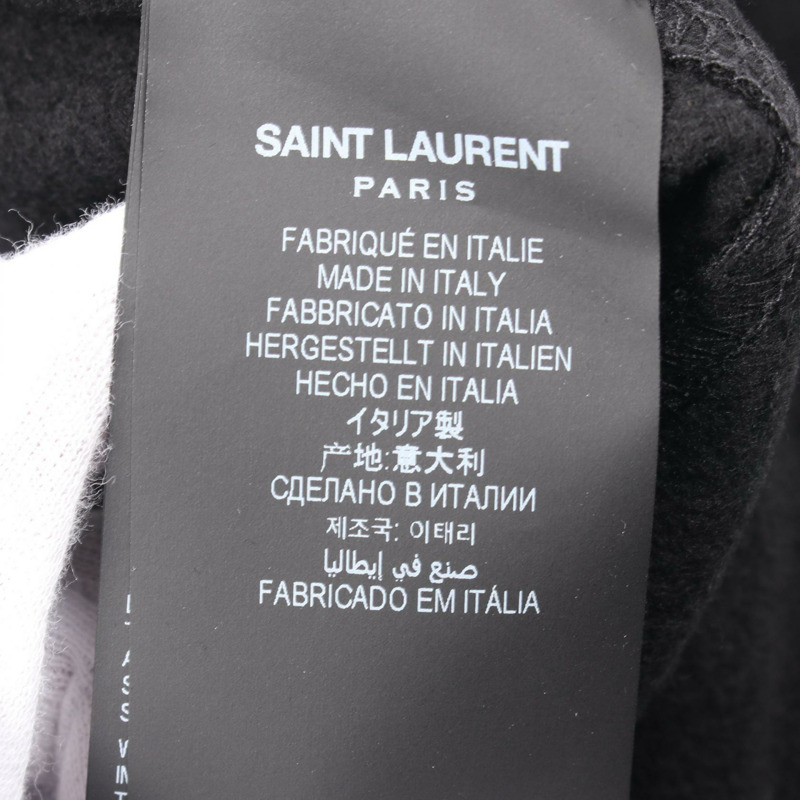 SAINT LAURENT
PARIS
FABRIQUÉ EN ITALIE
MADE IN ITALY
FABBRICATO IN ITALIA
HERGESTELLT IN ITALIEN
HECHO EN ITALIA
イタリア製
产地:意大利
СДЕЛАНО В ИТАЛИИ
제조국: 이태리
صنع في إيطاليا
FABRICADO EM ITÁLIA